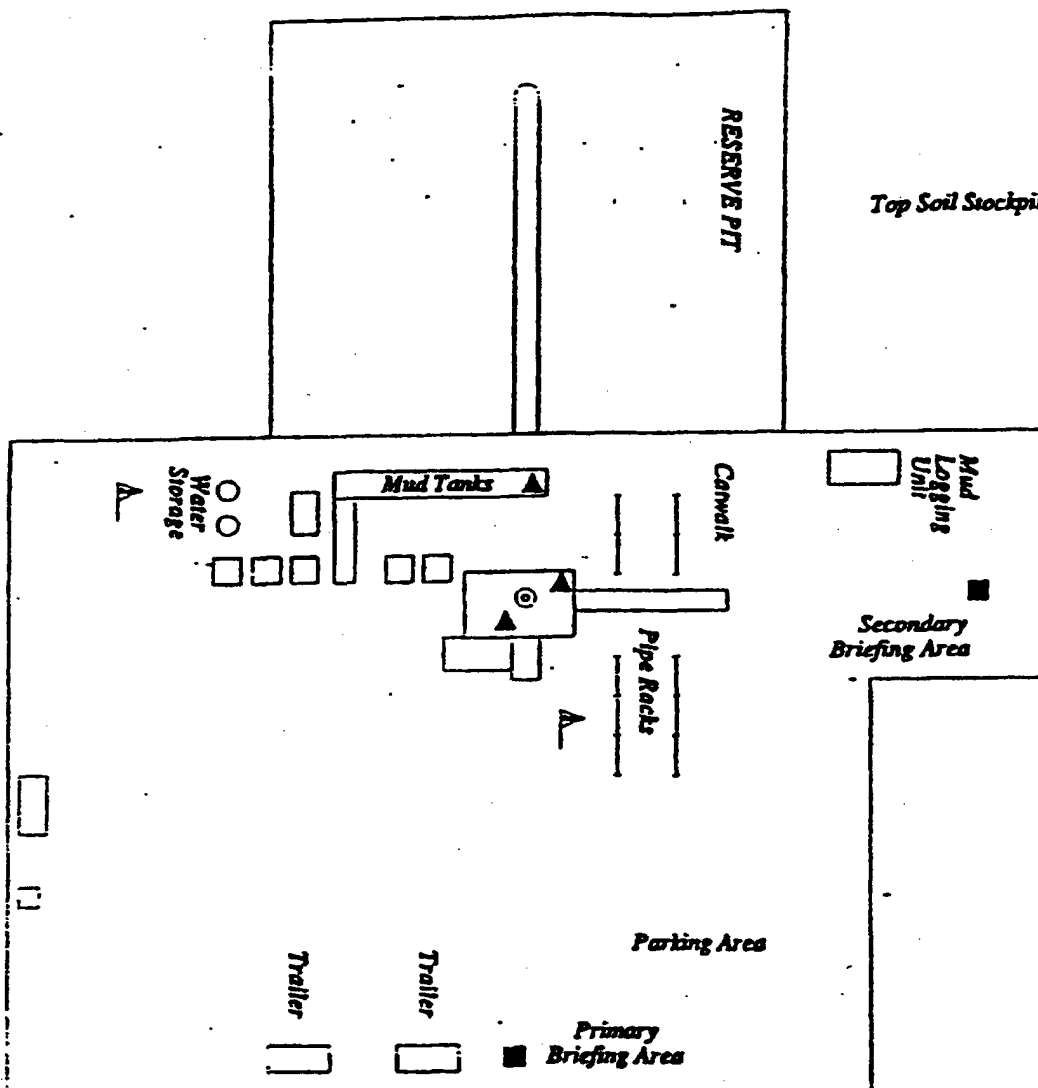 RESERVE PIT
Top Soil Stockpil
Mud
Logging
Unit
Catwalk
Mud Tanks
Water
Storage
Secondary
Briefing Area
Pipe Racks
Parking Area
Trailer
Trailer
Primary
Briefing Area